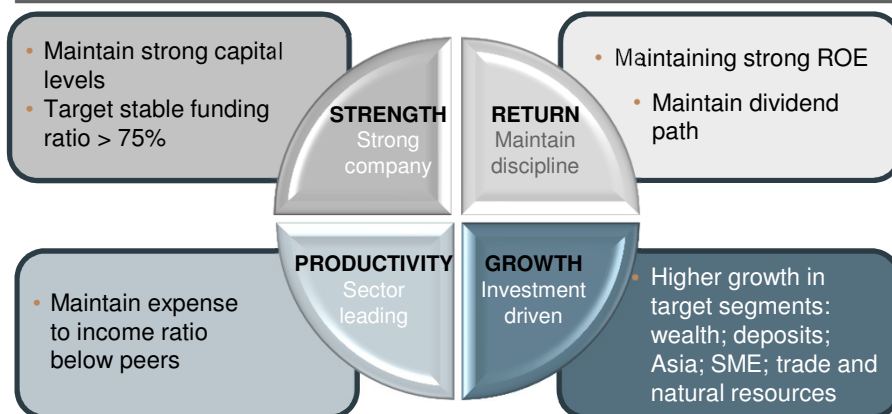 • Maintain strong capital
levels
• Target stable funding
ratio > 75%
STRENGTH
Strong
company
RETURN
Maintain
discipline
• Maintaining strong ROE
• Maintain dividend
path
• Maintain expense
to income ratio
below peers
PRODUCTIVITY
Sector
leading
GROWTH
Investment
driven
• Higher growth in
target segments:
wealth; deposits;
Asia; SME; trade and
natural resources